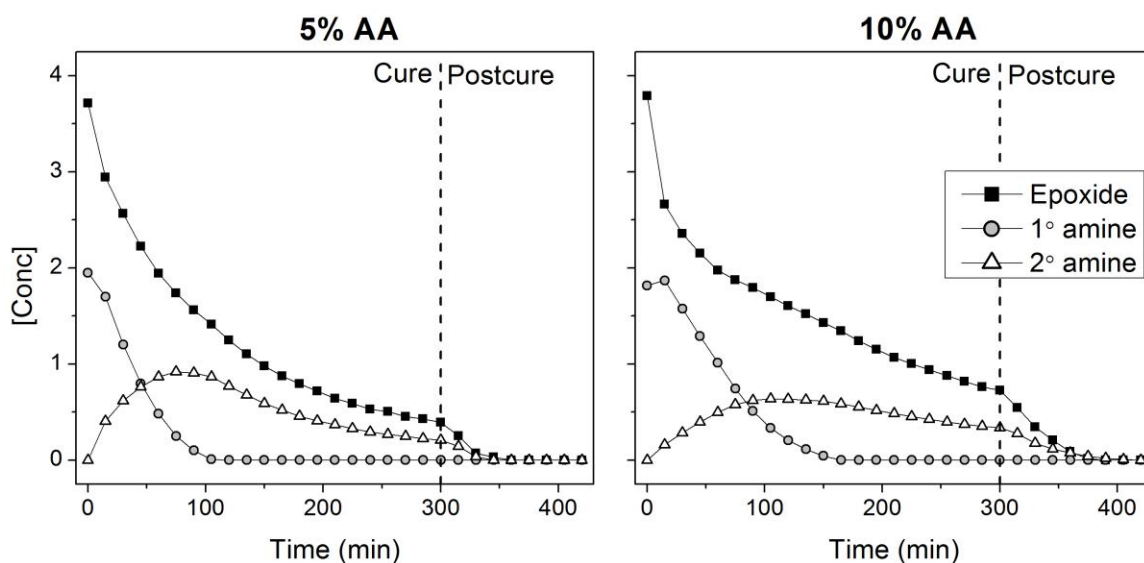 5% AA
10% AA
Cure Postcure
Cure Postcure
4
3
2
1
0
[Conc]
Epoxide
1° amine
2° amine
0 100 200 300 400
0 100 200 300 400
Time (min)
Time (min)